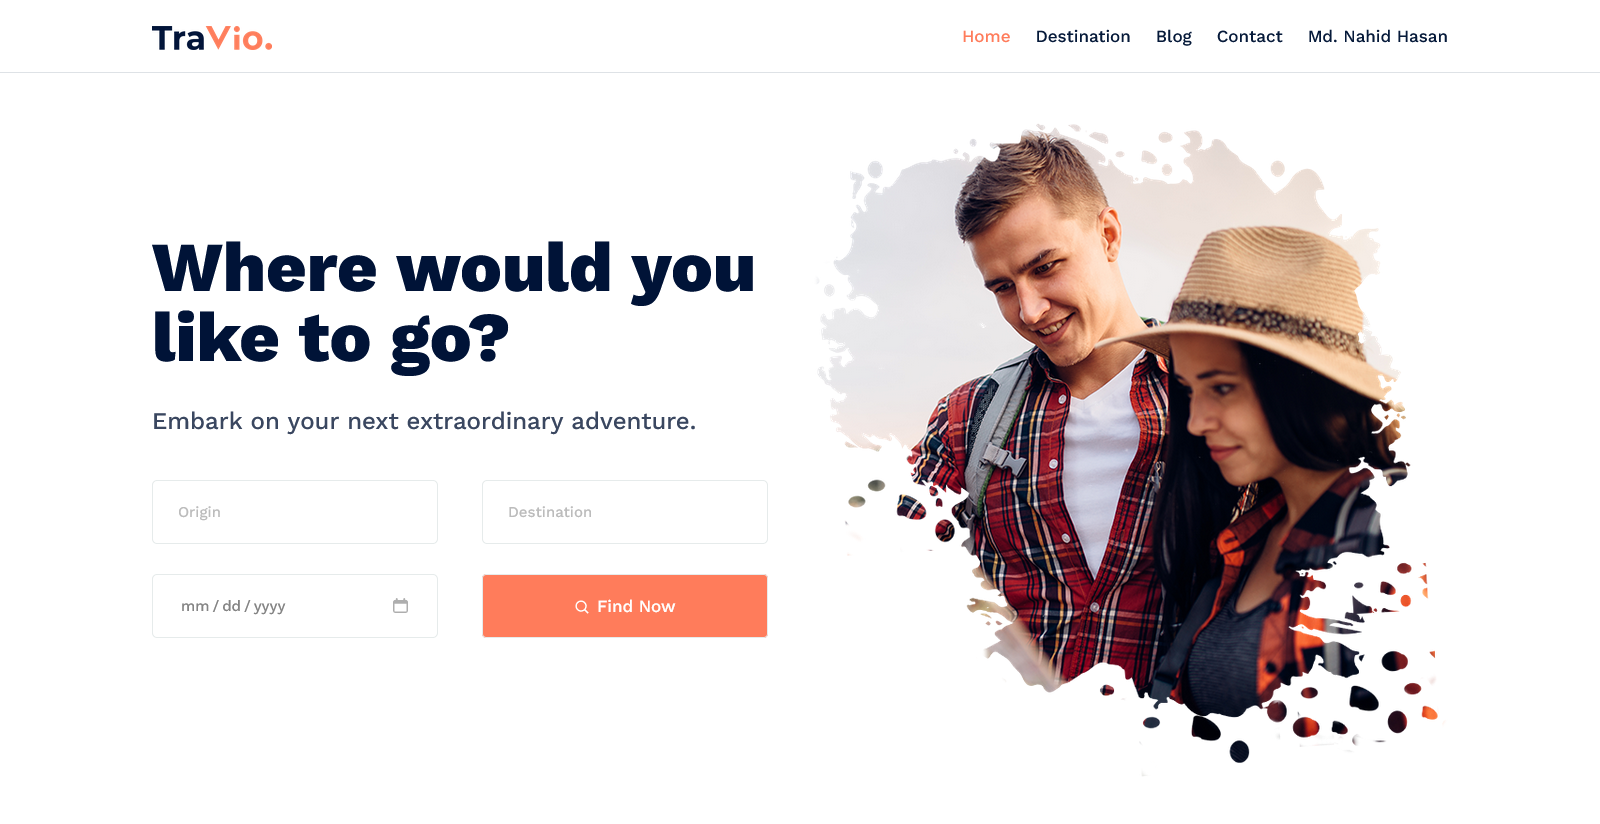 TraVio.
Home Destination Blog Contact Md. Nahid Hasan
Where would you
like to go?
Embark on your next extraordinary adventure.
Origin
Destination
mm / dd / yyyy
Find Now